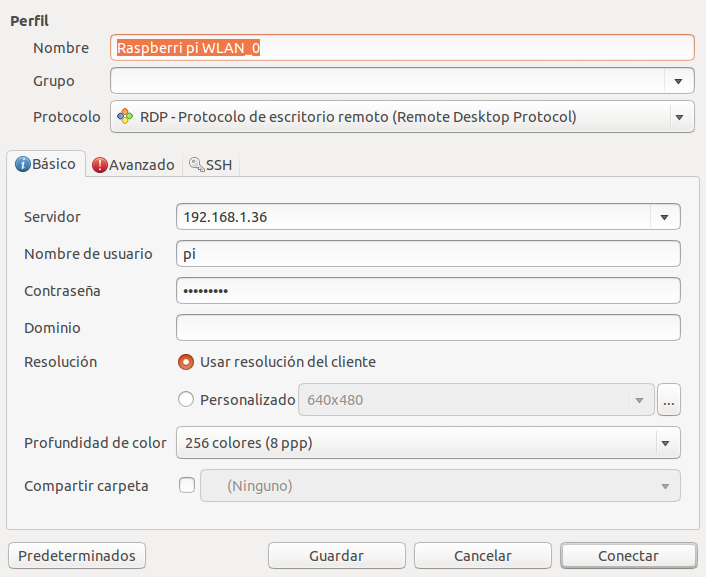 Perfil
Nombre Raspberri pi WLAN_0
Grupo
Protocolo RDP - Protocolo de escritorio remoto (Remote Desktop Protocol)
Básico Avanzado SSH
Servidor 192.168.1.36
Nombre de usuario pi
Contraseña •••••••••
Dominio
Resolución Usar resolución del cliente
Personalizado 640x480 ...
Profundidad de color 256 colores (8 ppp)
Compartir carpeta (Ninguno)
Predeterminados Guardar Cancelar Conectar